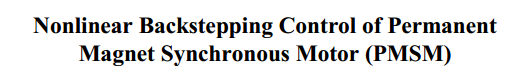 Nonlinear Backstepping Control of Permanent
Magnet Synchronous Motor (PMSM)